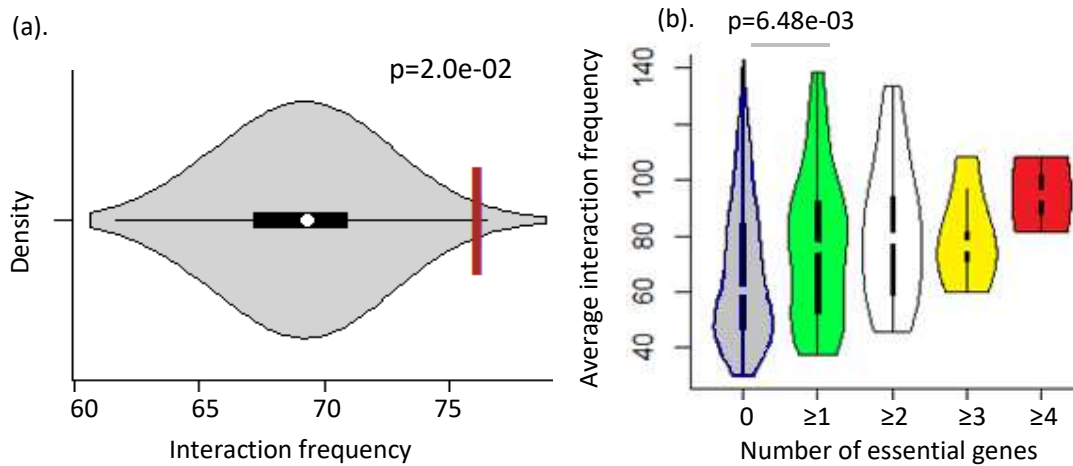 (a).
p=2.0e-02
Density
60 65 70 75
Interaction frequency
(b).
p=6.48e-03
Average interaction frequency
140
100
80
60
40
0 ≥1 ≥2 ≥3 ≥4
Number of essential genes